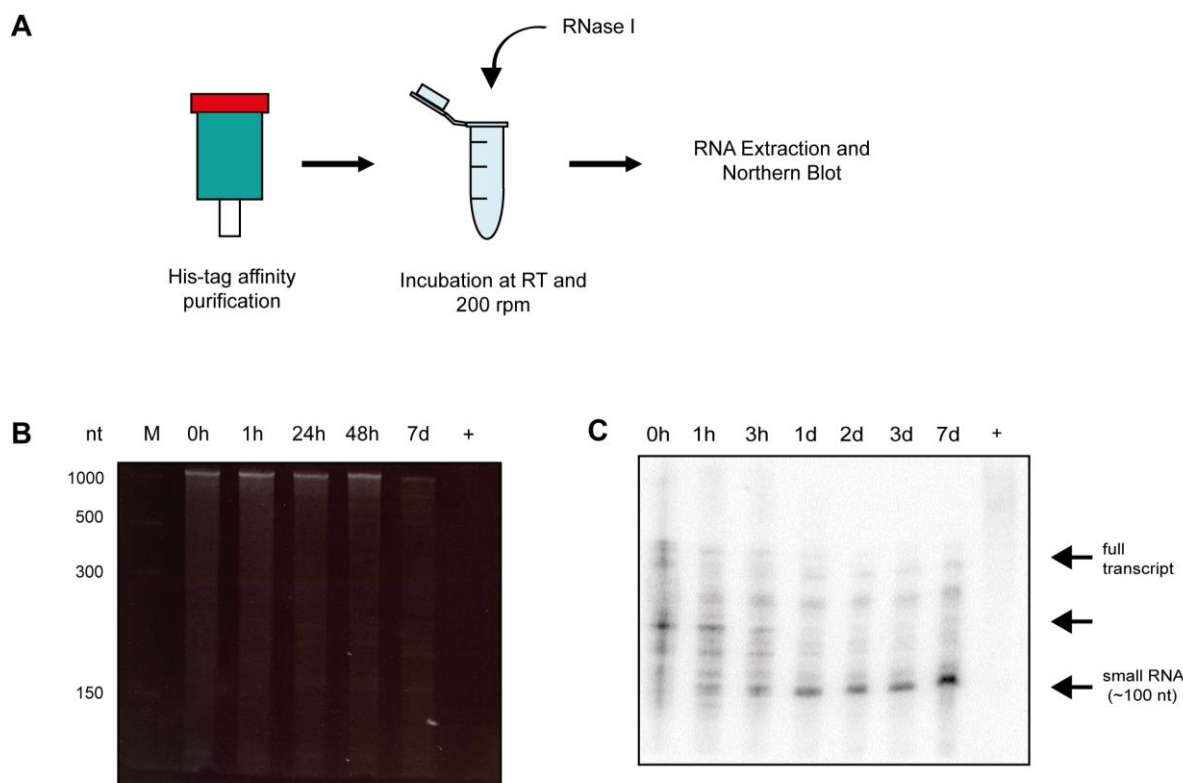 A
RNase I
His-tag affinity
purification
Incubation at RT and
200 rpm
RNA Extraction and
Northern Blot
B
nt M 0h 1h 24h 48h 7d +
1000
500
300
150
C
0h 1h 3h 1d 2d 3d 7d +
full
transcript
small RNA
(~100 nt)